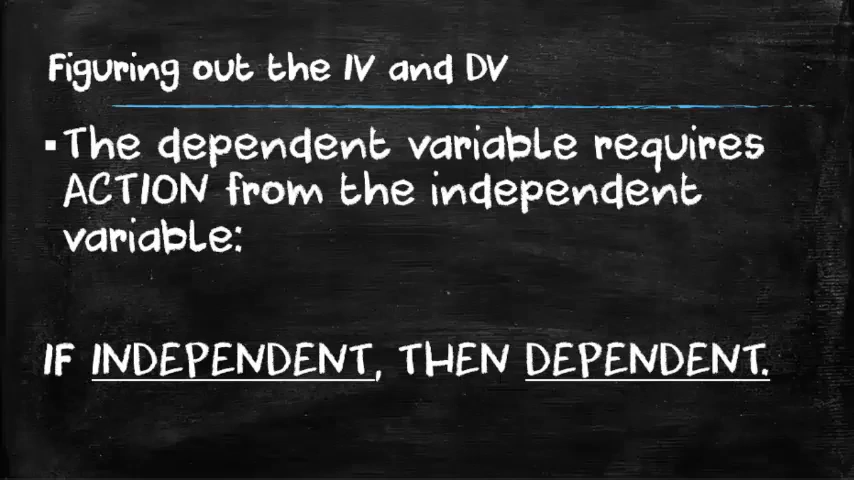 Figuring out the IV and DV
▪The dependent variable requires
ACTION from the independent
variable:
IF INDEPENDENT, THEN DEPENDENT.